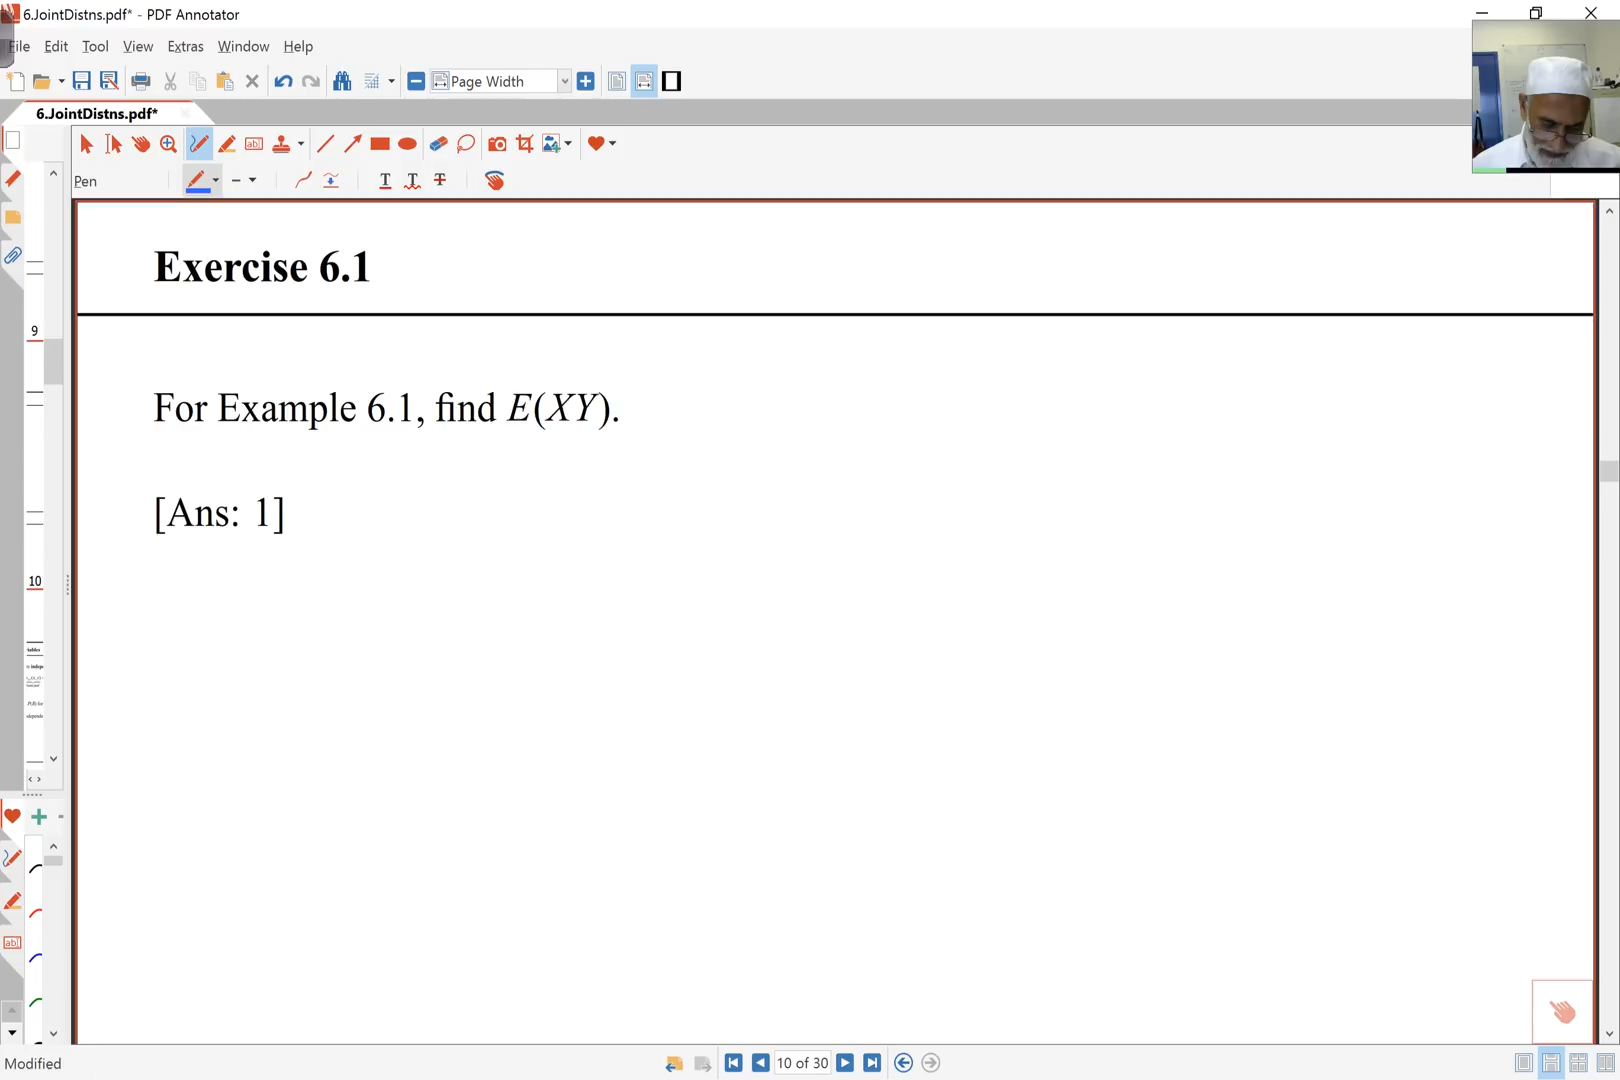 6.JointDistns.pdf* - PDF Annotator
File Edit Tool View Extras Window Help
Page Width
6.JointDistns.pdf*
Pen
Exercise 6.1
For Example 6.1, find E(XY).
[Ans: 1]
9
10
Modified
10 of 30